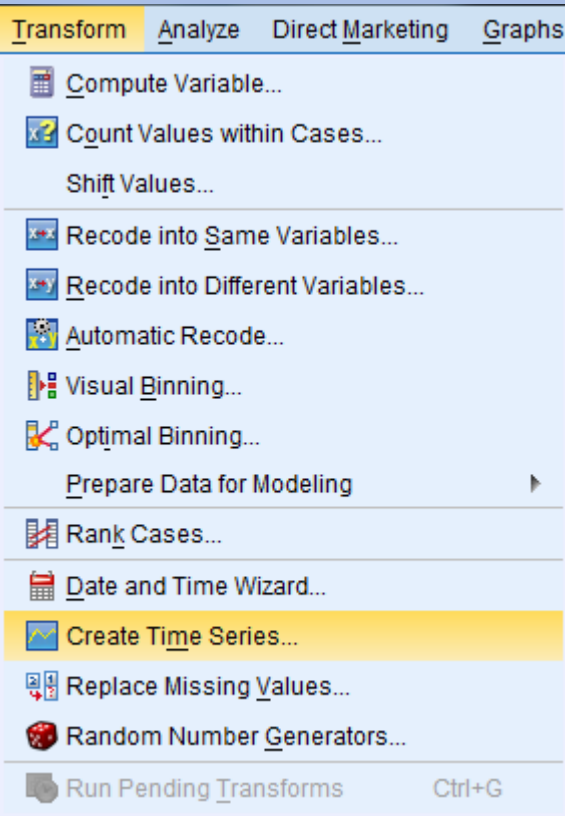 Transform Analyze Direct Marketing Graphs
Compute Variable...
Count Values within Cases...
Shift Values...
Recode into Same Variables...
Recode into Different Variables...
Automatic Recode...
Visual Binning...
Optimal Binning...
Prepare Data for Modeling
Rank Cases...
Date and Time Wizard...
Create Time Series...
Replace Missing Values...
Random Number Generators...
Run Pending Transforms Ctrl+G